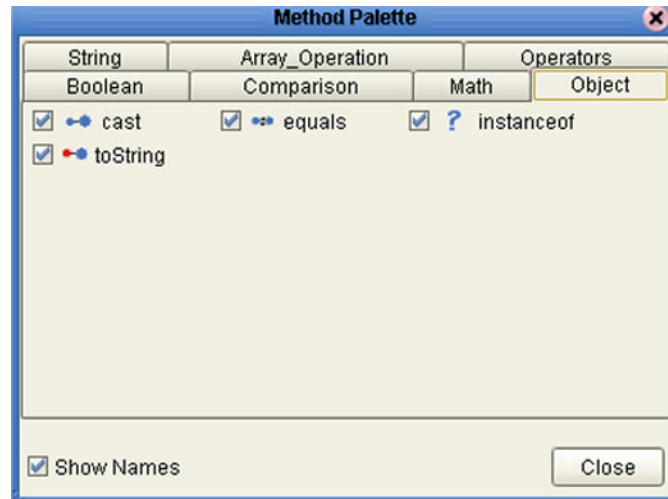 Method Palette
String Array_Operation Operators
Boolean Comparison Math Object
cast equals ? instanceof
toString
Show Names Close